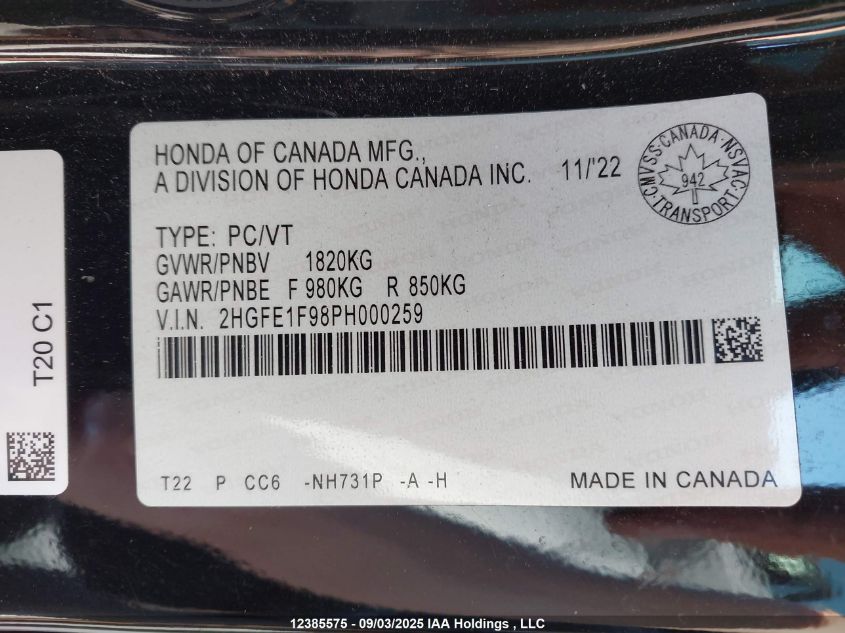 HONDA OF CANADA MFG.,
A DIVISION OF HONDA CANADA INC. 11/'22
CMVSS·CANADA·NSVAC·TRANSPORT·
942
TYPE: PC/VT
GVWR/PNBV 1820KG
GAWR/PNBE F 980KG R 850KG
V.I.N. 2HGFE1F98PH000259
T20 C1
T22 P CC6 -NH731P -A -H
MADE IN CANADA
12385575 - 09/03/2025 IAA Holdings , LLC